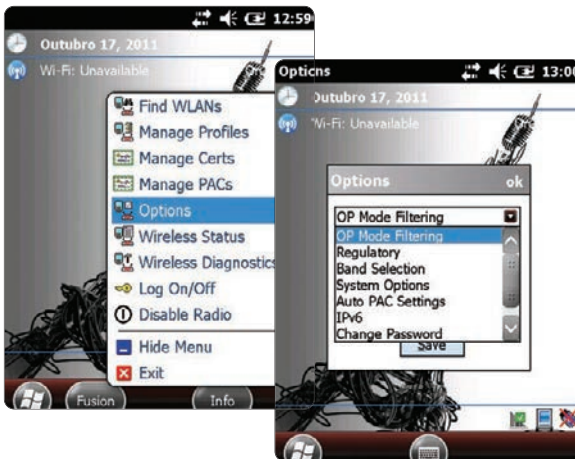 12:59
Outubro 17, 2011
Wi-Fi: Unavailable
Find WLANs
Manage Profiles
Manage Certs
Manage PACs
Options
Wireless Status
Wireless Diagnostics
Log On/Off
Disable Radio
Hide Menu
Exit
Fusion
Info
Options
13:00
Outubro 17, 2011
Wi-Fi: Unavailable
Options
ok
OP Mode Filtering
OP Mode Filtering
Regulatory
Band Selection
System Options
Auto PAC Settings
IPv6
Change Password
Save